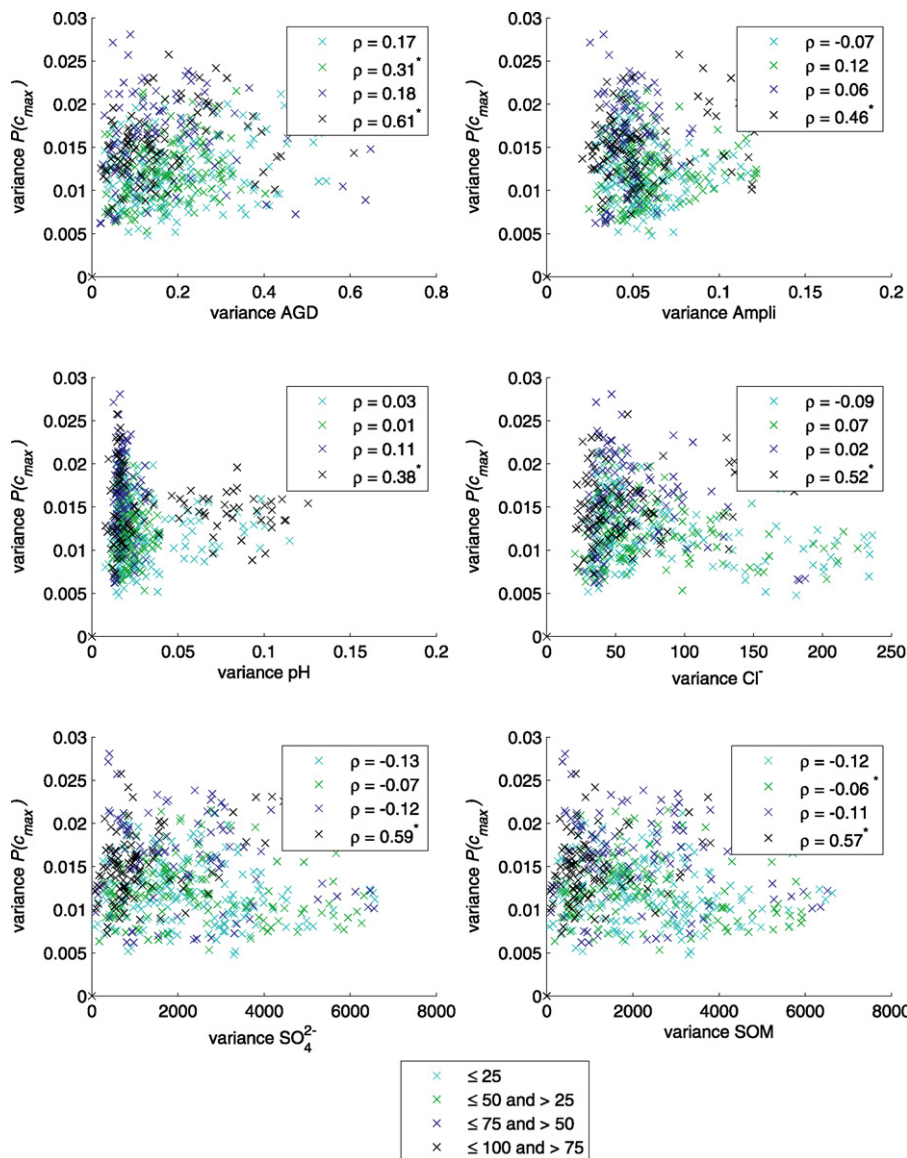 0.03
0.025
0.02
0.015
0.01
0.005
0
variance P(c_max)
ρ = 0.17
ρ = 0.31*
ρ = 0.18
ρ = 0.61*
0 0.2 0.4 0.6 0.8
variance AGD
0.03
0.025
0.02
0.015
0.01
0.005
0
variance P(c_max)
ρ = -0.07
ρ = 0.12
ρ = 0.06
ρ = 0.46*
0 0.05 0.1 0.15 0.2
variance Ampli
0.03
0.025
0.02
0.015
0.01
0.005
0
variance P(c_max)
ρ = 0.03
ρ = 0.01
ρ = 0.11
ρ = 0.38*
0 0.05 0.1 0.15 0.2
variance pH
0.03
0.025
0.02
0.015
0.01
0.005
0
variance P(c_max)
ρ = -0.09
ρ = 0.07
ρ = 0.02
ρ = 0.52*
0 50 100 150 200 250
variance Cl⁻
0.03
0.025
0.02
0.015
0.01
0.005
0
variance P(c_max)
ρ = -0.13
ρ = -0.07
ρ = -0.12
ρ = 0.59*
0 2000 4000 6000 8000
variance SO₄²⁻
0.03
0.025
0.02
0.015
0.01
0.005
0
variance P(c_max)
ρ = -0.12
ρ = -0.06*
ρ = -0.11
ρ = 0.57*
0 2000 4000 6000 8000
variance SOM
≤ 25
≤ 50 and > 25
≤ 75 and > 50
≤ 100 and > 75